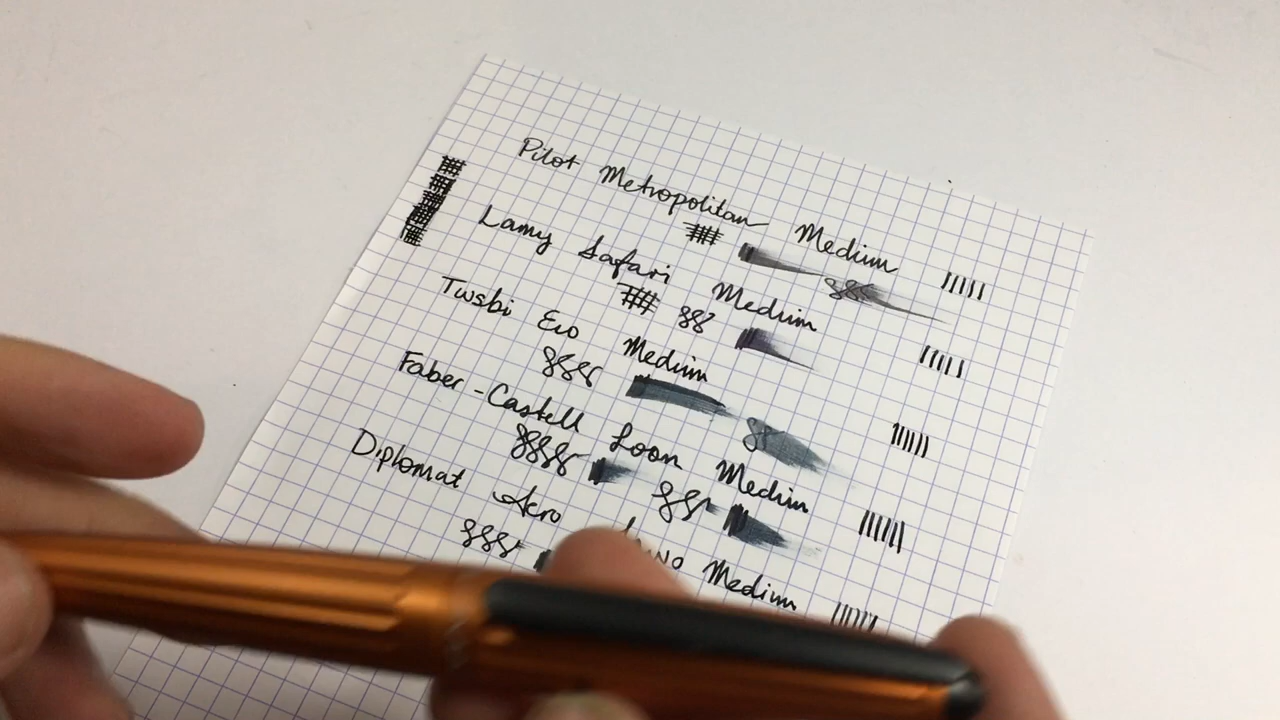 Pilot Metropolitan Medium
Lamy Safari Medium
Twsbi Eco Medium
Faber-Castell Loom Medium
Diplomat Aero Medium